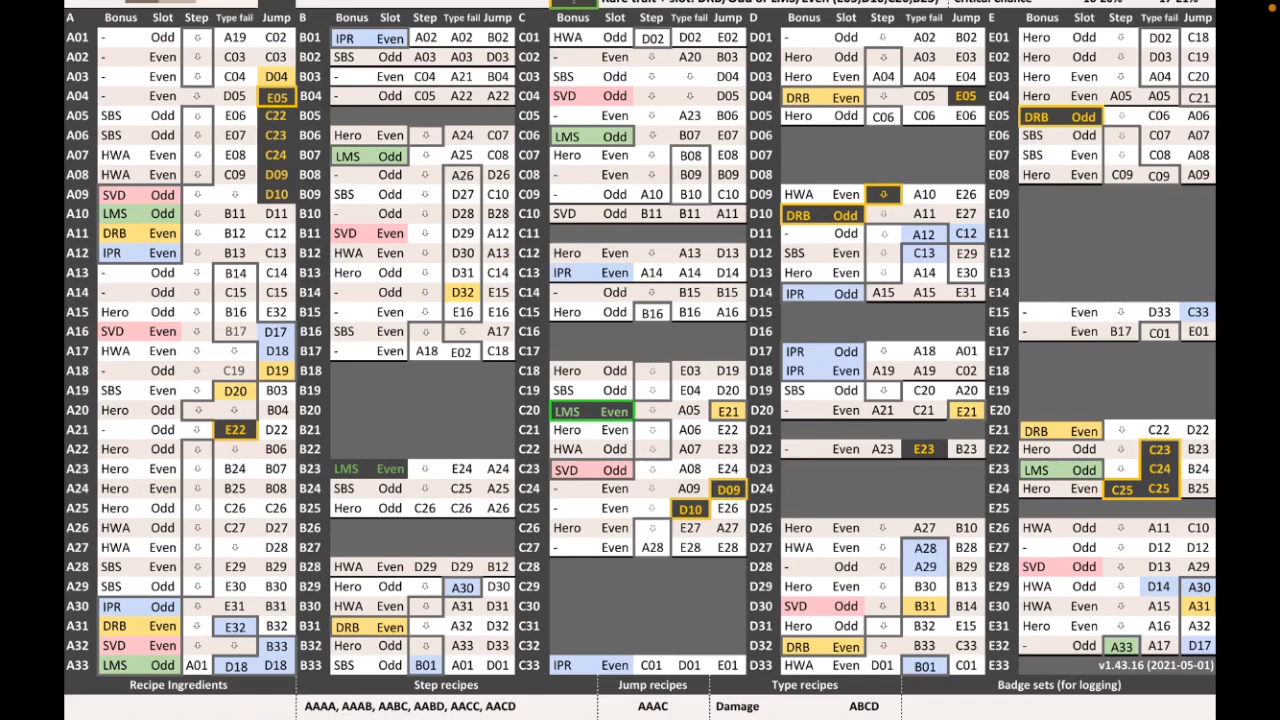 Rare trait + slot: DRB, Odd or LMS, Even (E05,D10,C20,B23) Critical Chance 16-20% 17-21%
A Bonus Slot Step Type fail Jump B Bonus Slot Step Type fail Jump C Bonus Slot Step Type fail Jump D Bonus Slot Step Type fail Jump E Bonus Slot Step Type fail Jump
A01 - Odd ⇩ A19 C02 B01 IPR Even A02 A02 B02 C01 HWA Odd D02 D02 E02 D01 - Odd ⇩ A02 B02 E01 Hero Odd ⇩ D02 C18
A02 - Even ⇩ C03 C03 B02 SBS Odd A03 A03 D03 C02 - Even ⇩ A20 B03 D02 Hero Odd ⇩ A03 E03 E02 Hero Odd ⇩ D03 C19
A03 - Even ⇩ C04 D04 B03 - Even C04 A21 B04 C03 SBS Odd ⇩ ⇩ D04 D03 Hero Even A04 A04 E04 E03 Hero Even ⇩ A04 C20
A04 - Even ⇩ D05 E05 B04 - Odd C05 A22 A22 C04 SVD Odd ⇩ ⇩ D05 D04 DRB Even ⇩ C05 E05 E04 Hero Even A05 A05 C21
A05 SBS Odd ⇩ E06 C22 B05 C05 - Even ⇩ A23 B06 D05 Hero Odd C06 C06 E06 E05 DRB Odd ⇩ C06 A06
A06 SBS Odd ⇩ E07 C23 B06 Hero Even ⇩ A24 C07 C06 LMS Odd ⇩ B07 E07 D06 E06 SBS Odd ⇩ C07 A07
A07 HWA Even ⇩ E08 C24 B07 LMS Odd ⇩ A25 C08 C07 Hero Even ⇩ B08 E08 D07 E07 SBS Even ⇩ C08 A08
A08 HWA Even ⇩ C09 D09 B08 - Odd ⇩ A26 D26 C08 - Odd ⇩ B09 B09 D08 E08 Hero Even C09 C09 A09
A09 SVD Odd ⇩ ⇩ D10 B09 SBS Odd ⇩ D27 C10 C09 - Even A10 B10 C10 D09 HWA Even ⇩ A10 E26 E09
A10 LMS Odd ⇩ B11 D11 B10 - Odd ⇩ D28 B28 C10 SVD Odd B11 B11 A11 D10 DRB Odd ⇩ A11 E27 E10
A11 DRB Even ⇩ B12 C12 B11 SVD Even ⇩ D29 A12 C11 D11 - Odd ⇩ A12 C12 E11
A12 IPR Even ⇩ B13 C13 B12 HWA Even ⇩ D30 A13 C12 Hero Even ⇩ A13 D13 D12 SBS Even ⇩ C13 E29 E12
A13 - Odd ⇩ B14 C14 B13 Hero Odd ⇩ D31 C14 C13 IPR Even A14 A14 D14 D13 Hero Even ⇩ A14 E30 E13
A14 - Odd ⇩ C15 C15 B14 - Odd ⇩ D32 E15 C14 - Odd ⇩ B15 B15 D14 IPR Odd A15 A15 E31 E14
A15 Hero Odd ⇩ B16 E32 B15 - Even ⇩ E16 E16 C15 Hero Odd B16 B16 A16 D15 E15 - Even ⇩ D33 C33
A16 SVD Even ⇩ B17 D17 B16 SBS Even ⇩ ⇩ A17 C16 D16 E16 - Even B17 C01 E01
A17 HWA Even ⇩ ⇩ D18 B17 - Even A18 E02 C18 C17 D17 IPR Odd ⇩ A18 A01 E17
A18 - Even ⇩ C19 D19 B18 C18 Hero Odd ⇩ E03 D19 D18 IPR Even A19 A19 C02 E18
A19 SBS Even ⇩ D20 B03 B19 C19 SBS Odd ⇩ E04 D20 D19 SBS Odd ⇩ C20 A20 E19
A20 Hero Odd ⇩ ⇩ B04 B20 C20 LMS Even ⇩ A05 E21 D20 - Even A21 C21 E21 E20
A21 - Odd ⇩ E22 D22 B21 C21 Hero Even ⇩ A06 E22 D21 E21 DRB Even ⇩ C22 D22
A22 Hero Even ⇩ ⇩ B06 B22 C22 HWA Odd ⇩ A07 E23 D22 - Even A23 E23 B23 E22 Hero Even ⇩ C23 B23
A23 Hero Even ⇩ B24 B07 B23 LMS Even ⇩ E24 A24 C23 SVD Odd ⇩ A08 E24 D23 E23 LMS Odd ⇩ C24 B24
A24 Hero Odd ⇩ B25 B08 B24 SBS Odd ⇩ C25 A25 C24 - Even ⇩ A09 D09 D24 E24 Hero Even C25 C25 B25
A25 Hero Odd ⇩ C26 C26 B25 Hero Odd C26 C26 A26 C25 - Even ⇩ D10 E26 D25 E25
A26 HWA Odd ⇩ C27 D27 B26 C26 Hero Even ⇩ E27 A27 D26 Hero Even ⇩ A27 B10 E26 HWA Odd ⇩ A11 C10
A27 HWA Even ⇩ ⇩ D28 B27 C27 - Even A28 E28 E28 D27 HWA Even ⇩ A28 B28 E27 - Odd ⇩ D12 D12
A28 SBS Even ⇩ E29 B29 B28 HWA Even D29 D29 B12 C28 D28 - Odd ⇩ A29 B29 E28 SVD Odd ⇩ D13 A29
A29 SBS Odd ⇩ E30 B30 B29 Hero Odd ⇩ A30 D30 C29 D29 Hero Even ⇩ B30 B13 E29 HWA Odd ⇩ D14 A30
A30 IPR Odd ⇩ E31 B31 B30 HWA Even ⇩ A31 D31 C30 D30 SVD Odd ⇩ B31 B14 E30 HWA Even ⇩ A15 A31
A31 DRB Even ⇩ E32 B32 B31 DRB Even ⇩ A32 D32 C31 D31 Hero Odd ⇩ B32 E15 E31 Hero Even ⇩ A16 A32
A32 SVD Even ⇩ ⇩ B33 B32 Hero Odd ⇩ A33 D33 C32 D32 DRB Even ⇩ B33 C33 E32 - Odd A33 A17 D17
A33 LMS Odd A01 D18 D18 B33 SBS Odd B01 A01 D01 C33 IPR Even C01 D01 E01 D33 HWA Even D01 B01 C01 E33 v1.43.16 (2021-05-01)
Recipe Ingredients Step recipes Jump recipes Type recipes Badge sets (for logging)
AAAA, AAAB, AABC, AABD, AACC, AACD AAAC Damage ABCD